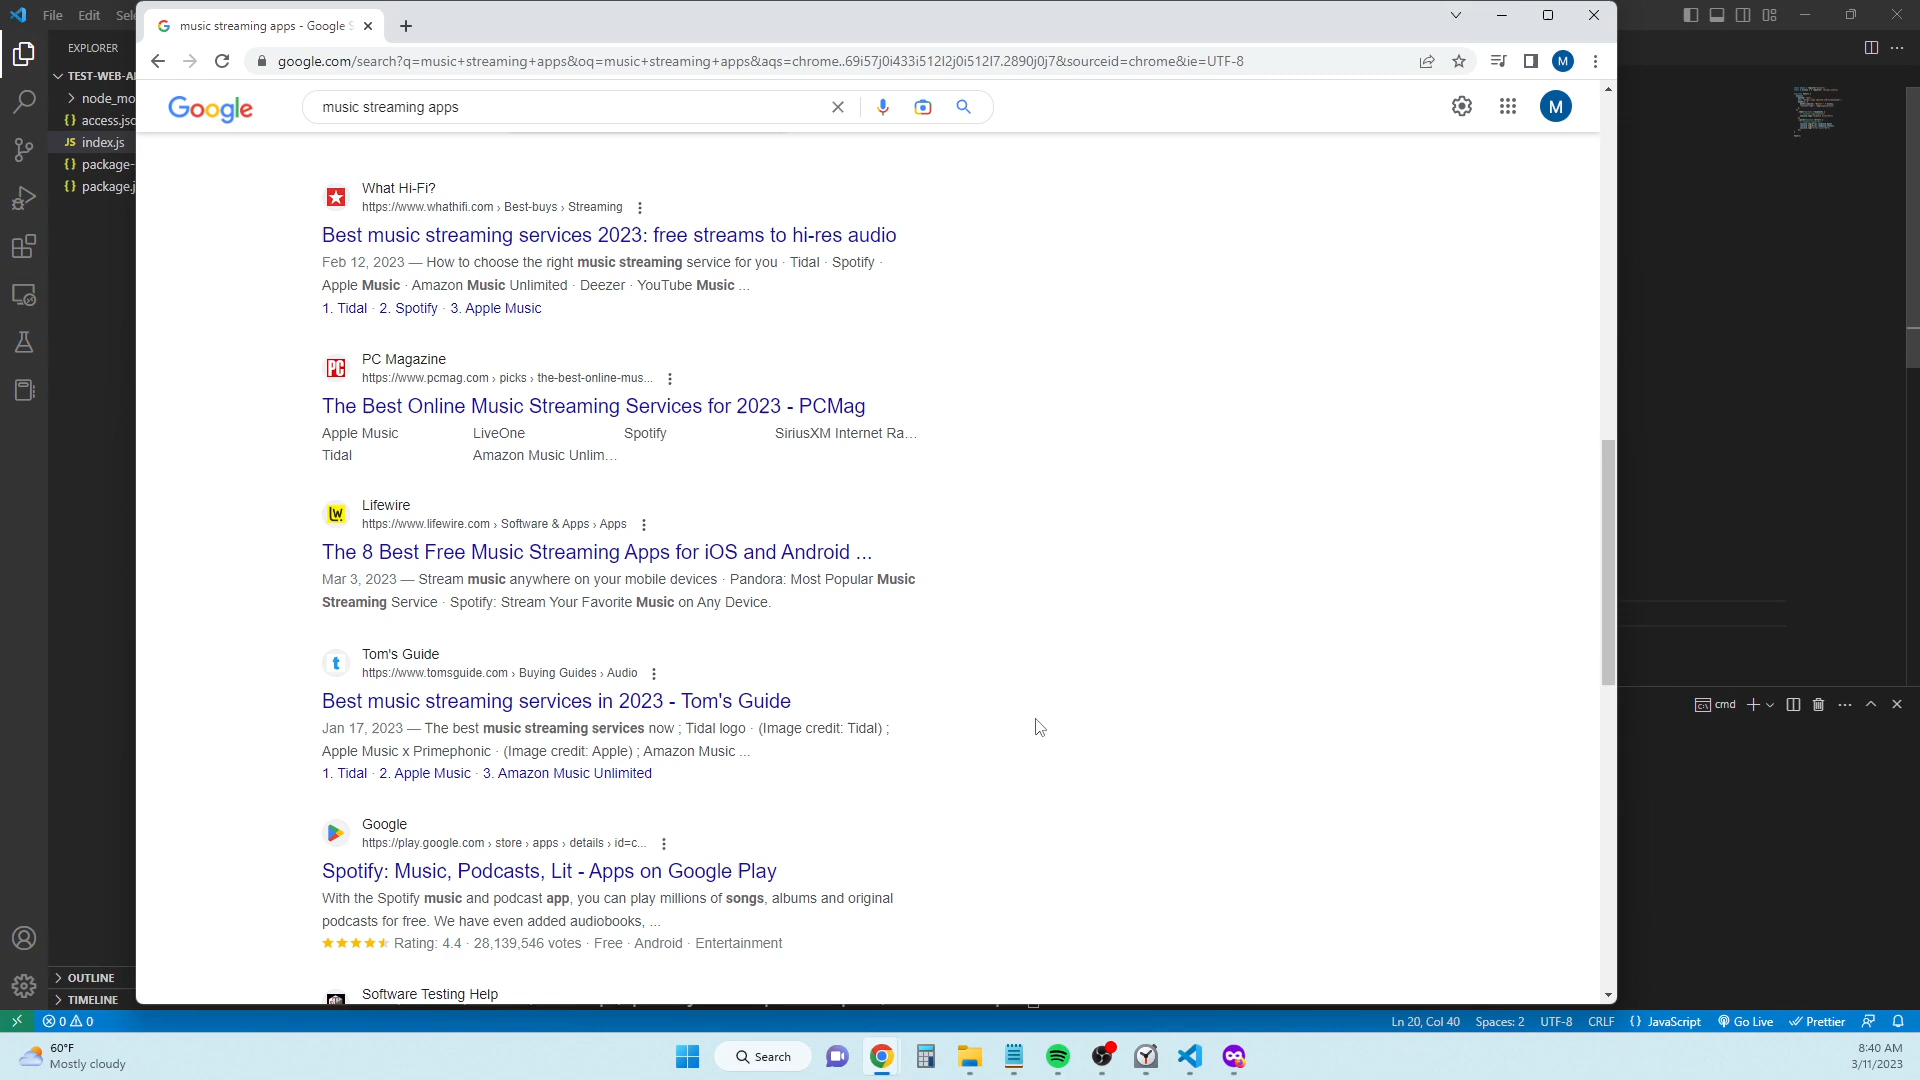 File Edit Sele
music streaming apps - Google S
EXPLORER
google.com/search?q=music+streaming+apps&oq=music+streaming+apps&aqs=chrome..69i57j0i433i512l2j0i512l7.2890j0j7&sourceid=chrome&ie=UTF-8
M
TEST-WEB-A
node_mo
access.jso
index.js
package-
package.j
Google
music streaming apps
M
What Hi-Fi?
https://www.whathifi.com › Best-buys › Streaming
Best music streaming services 2023: free streams to hi-res audio
Feb 12, 2023 — How to choose the right music streaming service for you · Tidal · Spotify ·
Apple Music · Amazon Music Unlimited · Deezer · YouTube Music ...
1. Tidal · 2. Spotify · 3. Apple Music
PC Magazine
https://www.pcmag.com › picks › the-best-online-mus...
The Best Online Music Streaming Services for 2023 - PCMag
Apple Music LiveOne Spotify SiriusXM Internet Ra...
Tidal Amazon Music Unlim...
Lifewire
https://www.lifewire.com › Software & Apps › Apps
The 8 Best Free Music Streaming Apps for iOS and Android ...
Mar 3, 2023 — Stream music anywhere on your mobile devices · Pandora: Most Popular Music
Streaming Service · Spotify: Stream Your Favorite Music on Any Device.
Tom's Guide
https://www.tomsguide.com › Buying Guides › Audio
Best music streaming services in 2023 - Tom's Guide
Jan 17, 2023 — The best music streaming services now ; Tidal logo · (Image credit: Tidal) ;
Apple Music x Primephonic · (Image credit: Apple) ; Amazon Music ...
1. Tidal · 2. Apple Music · 3. Amazon Music Unlimited
Google
https://play.google.com › store › apps › details › id=c...
Spotify: Music, Podcasts, Lit - Apps on Google Play
With the Spotify music and podcast app, you can play millions of songs, albums and original
podcasts for free. We have even added audiobooks, ...
Rating: 4.4 · 28,139,546 votes · Free · Android · Entertainment
Software Testing Help
cmd
OUTLINE
TIMELINE
0 0
Ln 20, Col 40 Spaces: 2 UTF-8 CRLF {} JavaScript Go Live Prettier
60°F
Mostly cloudy
Search
8:40 AM
3/11/2023